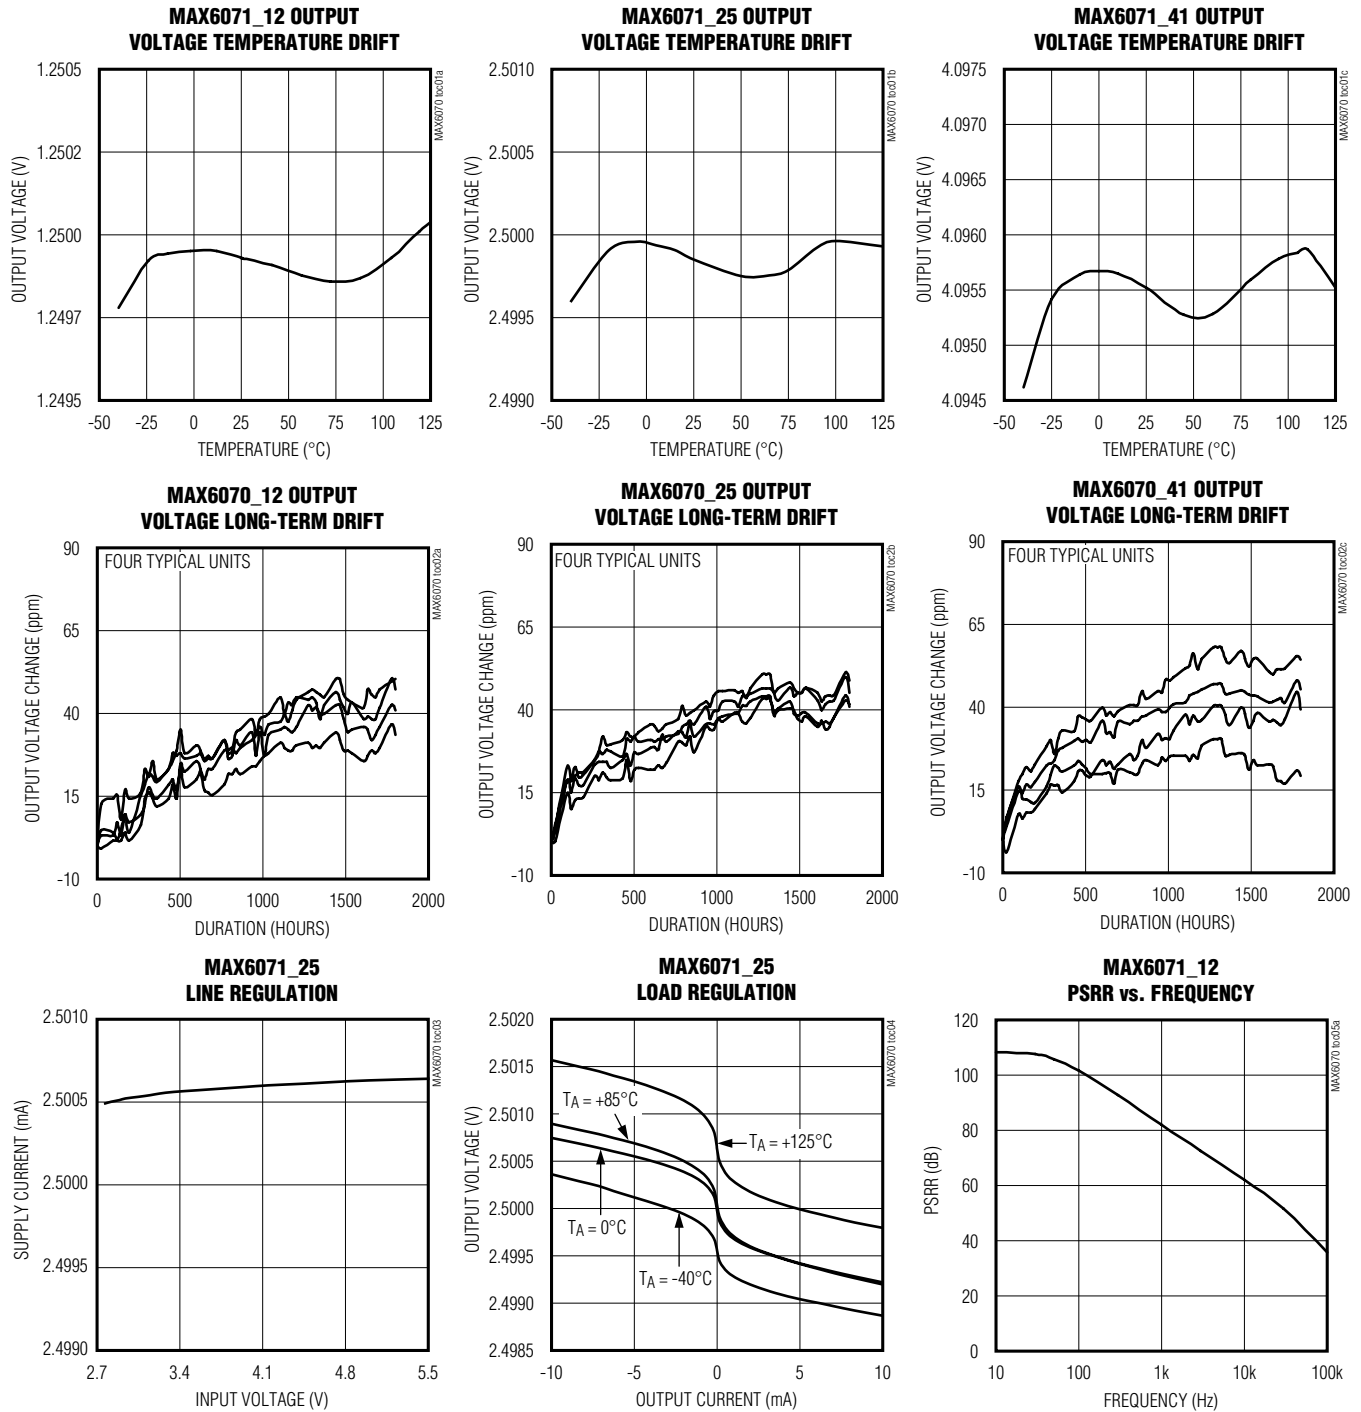 MAX6071_12 OUTPUT
VOLTAGE TEMPERATURE DRIFT
1.2505
1.2502
1.2500
1.2497
1.2495
OUTPUT VOLTAGE (V)
-50 -25 0 25 50 75 100 125
TEMPERATURE (°C)
MAX6070 toc01a
MAX6071_25 OUTPUT
VOLTAGE TEMPERATURE DRIFT
2.5010
2.5005
2.5000
2.4995
2.4990
OUTPUT VOLTAGE (V)
-50 -25 0 25 50 75 100 125
TEMPERATURE (°C)
MAX6070 toc01b
MAX6071_41 OUTPUT
VOLTAGE TEMPERATURE DRIFT
4.0975
4.0970
4.0965
4.0960
4.0955
4.0950
4.0945
OUTPUT VOLTAGE (V)
-50 -25 0 25 50 75 100 125
TEMPERATURE (°C)
MAX6070 toc01c
MAX6070_12 OUTPUT
VOLTAGE LONG-TERM DRIFT
FOUR TYPICAL UNITS
90
65
40
15
-10
OUTPUT VOLTAGE CHANGE (ppm)
0 500 1000 1500 2000
DURATION (HOURS)
MAX6070 toc02a
MAX6070_25 OUTPUT
VOLTAGE LONG-TERM DRIFT
FOUR TYPICAL UNITS
90
65
40
15
-10
OUTPUT VOLTAGE CHANGE (ppm)
0 500 1000 1500 2000
DURATION (HOURS)
MAX6070 toc2b
MAX6070_41 OUTPUT
VOLTAGE LONG-TERM DRIFT
FOUR TYPICAL UNITS
90
65
40
15
-10
OUTPUT VOLTAGE CHANGE (ppm)
0 500 1000 1500 2000
DURATION (HOURS)
MAX6070 toc02c
MAX6071_25
LINE REGULATION
2.5010
2.5005
2.5000
2.4995
2.4990
SUPPLY CURRENT (mA)
2.7 3.4 4.1 4.8 5.5
INPUT VOLTAGE (V)
MAX6070 toc03
MAX6071_25
LOAD REGULATION
2.5020
2.5015
2.5010
2.5005
2.5000
2.4995
2.4990
2.4985
OUTPUT VOLTAGE (V)
TA = +85°C
TA = +125°C
TA = 0°C
TA = -40°C
-10 -5 0 5 10
OUTPUT CURRENT (mA)
MAX6070 toc04
MAX6071_12
PSRR vs. FREQUENCY
120
100
80
60
40
20
0
PSRR (dB)
10 100 1k 10k 100k
FREQUENCY (Hz)
MAX6070 toc05a